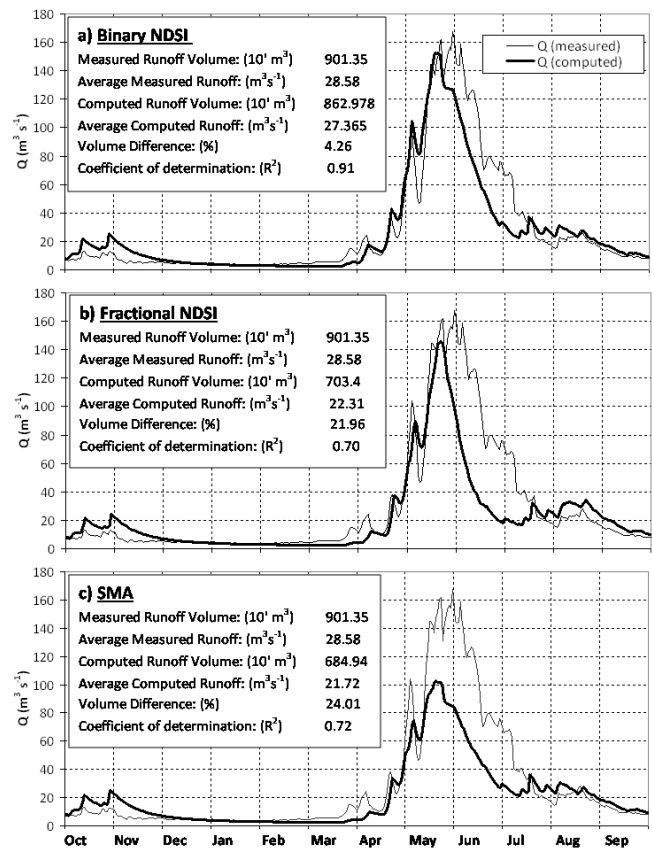 a) Binary NDSI
Measured Runoff Volume: (10' m³) 901.35
Average Measured Runoff: (m³s⁻¹) 28.58
Computed Runoff Volume: (10' m³) 862.978
Average Computed Runoff: (m³s⁻¹) 27.365
Volume Difference: (%) 4.26
Coefficient of determination: (R²) 0.91
Q (measured)
Q (computed)
Q (m³ s⁻¹)
180
160
140
120
100
80
60
40
20
0
b) Fractional NDSI
Measured Runoff Volume: (10' m³) 901.35
Average Measured Runoff: (m³s⁻¹) 28.58
Computed Runoff Volume: (10' m³) 703.4
Average Computed Runoff: (m³s⁻¹) 22.31
Volume Difference: (%) 21.96
Coefficient of determination: (R²) 0.70
Q (m³ s⁻¹)
180
160
140
120
100
80
60
40
20
0
c) SMA
Measured Runoff Volume: (10' m³) 901.35
Average Measured Runoff: (m³s⁻¹) 28.58
Computed Runoff Volume: (10' m³) 684.94
Average Computed Runoff: (m³s⁻¹) 21.72
Volume Difference: (%) 24.01
Coefficient of determination: (R²) 0.72
Q (m³ s⁻¹)
180
160
140
120
100
80
60
40
20
0
Oct Nov Dec Jan Feb Mar Apr May Jun Jul Aug Sep